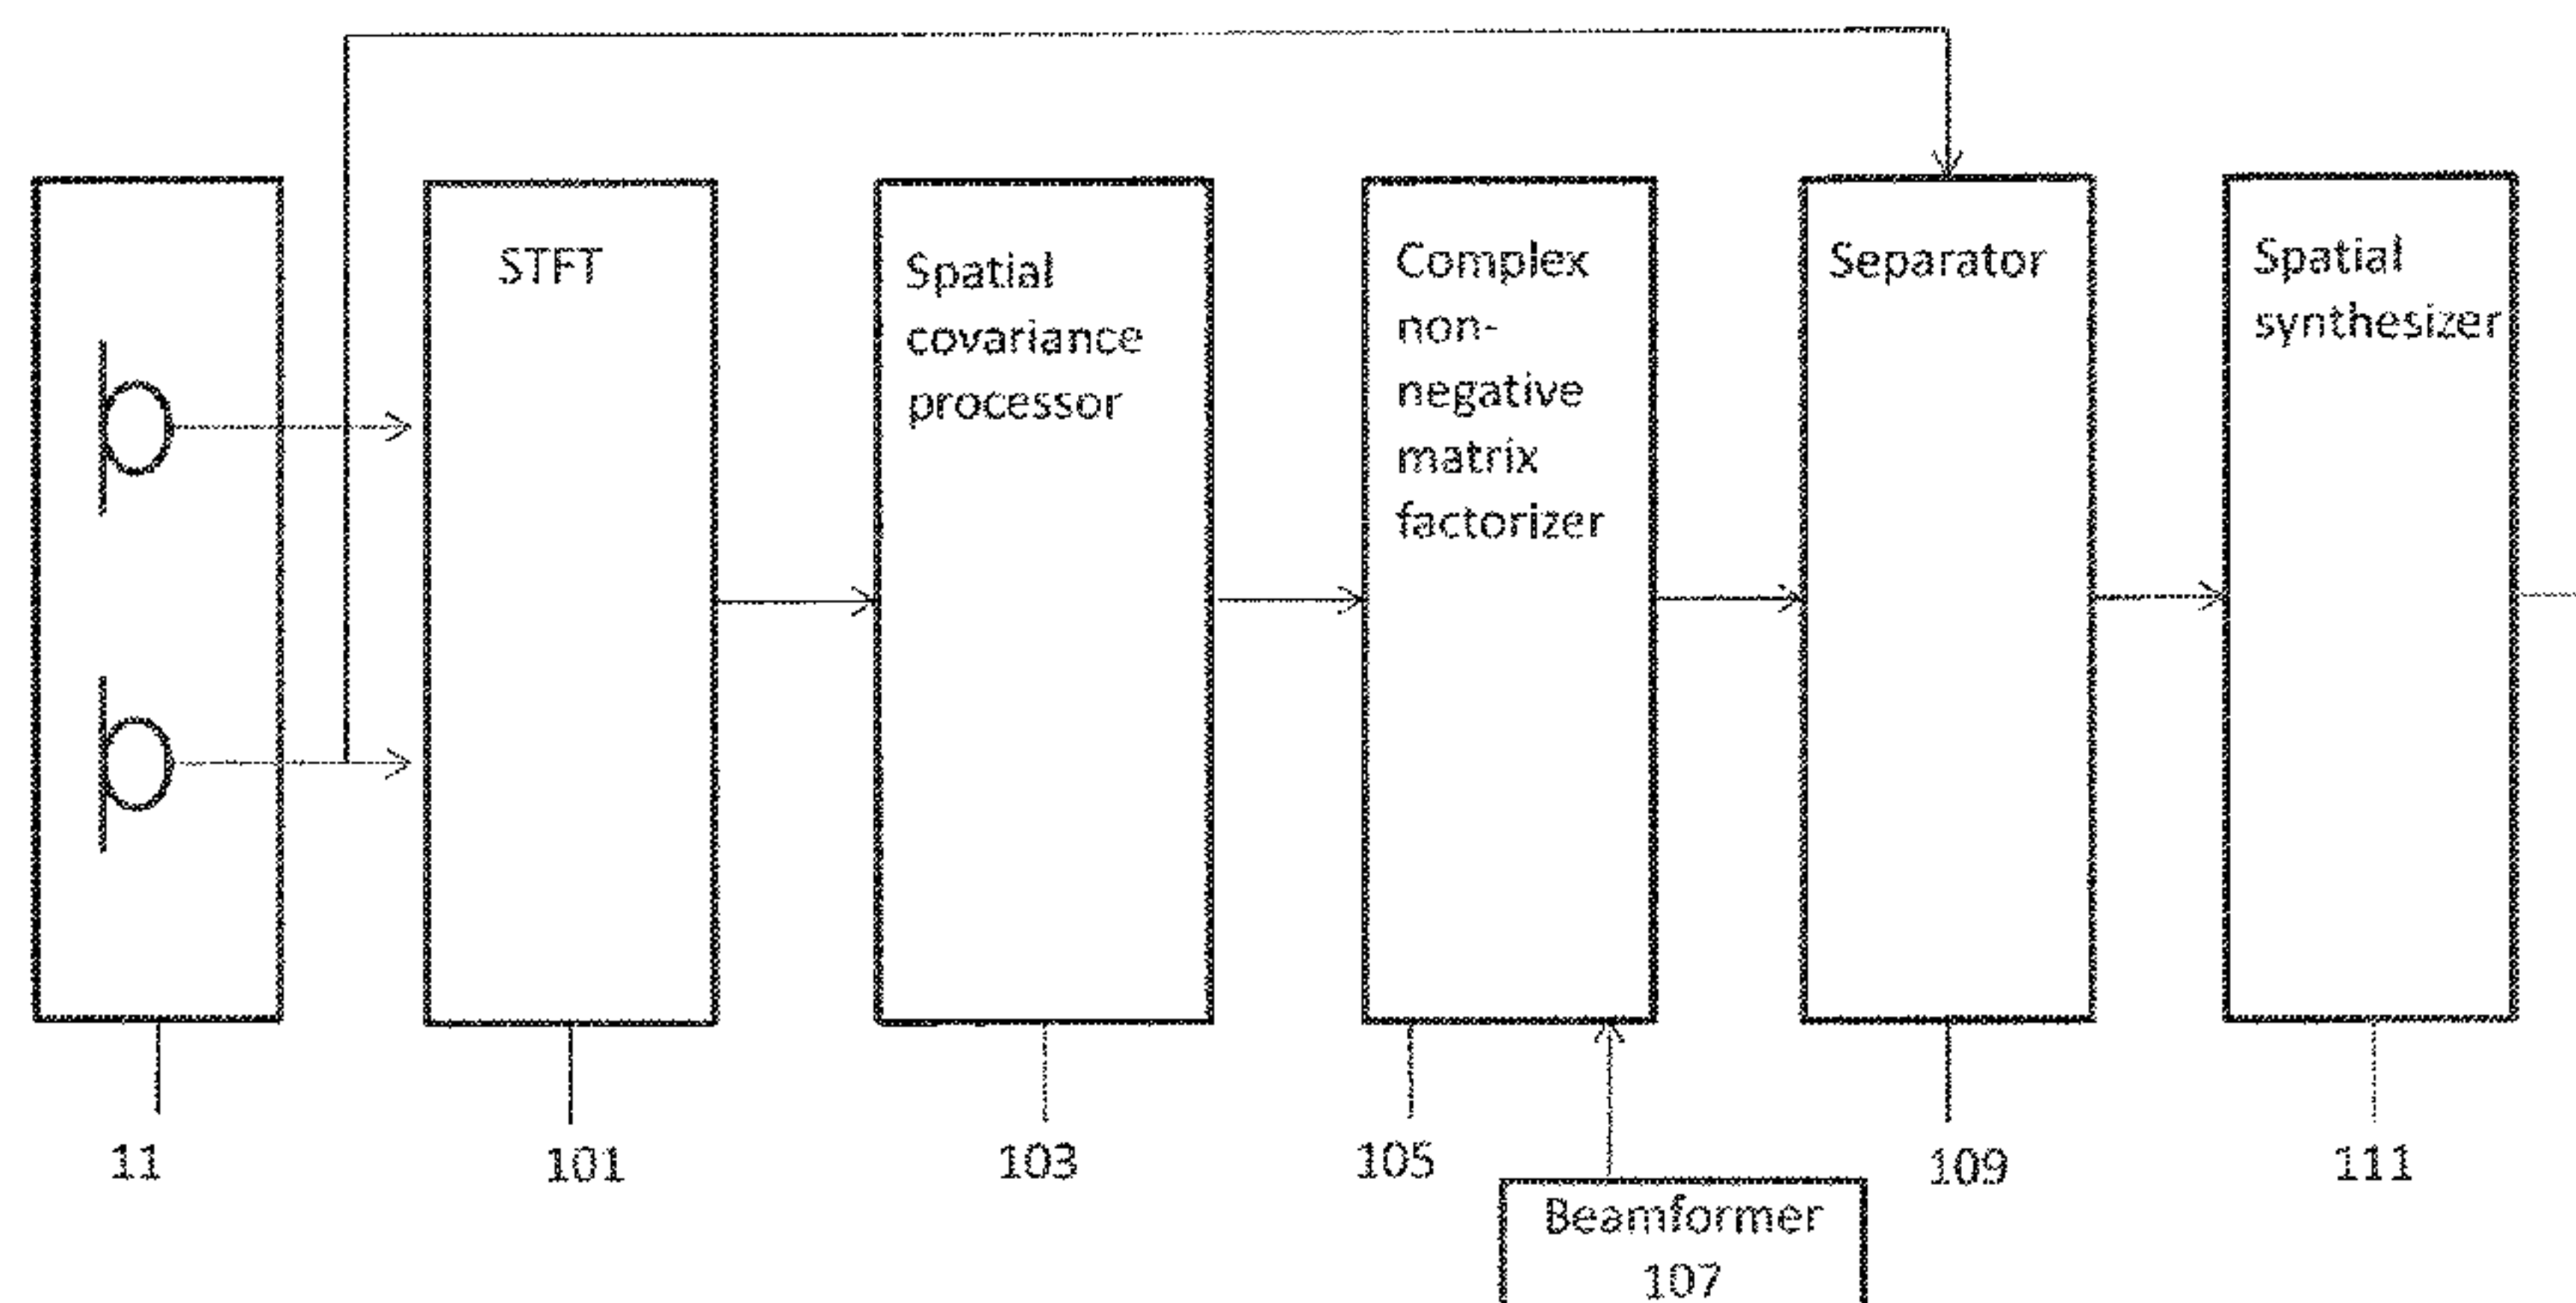 STFT
Spatial
covariance
processor
Complex
non-
negative
matrix
factorizer
Separator
Spatial
synthesizer
11
101
103
105
109
111
Beamformer
107